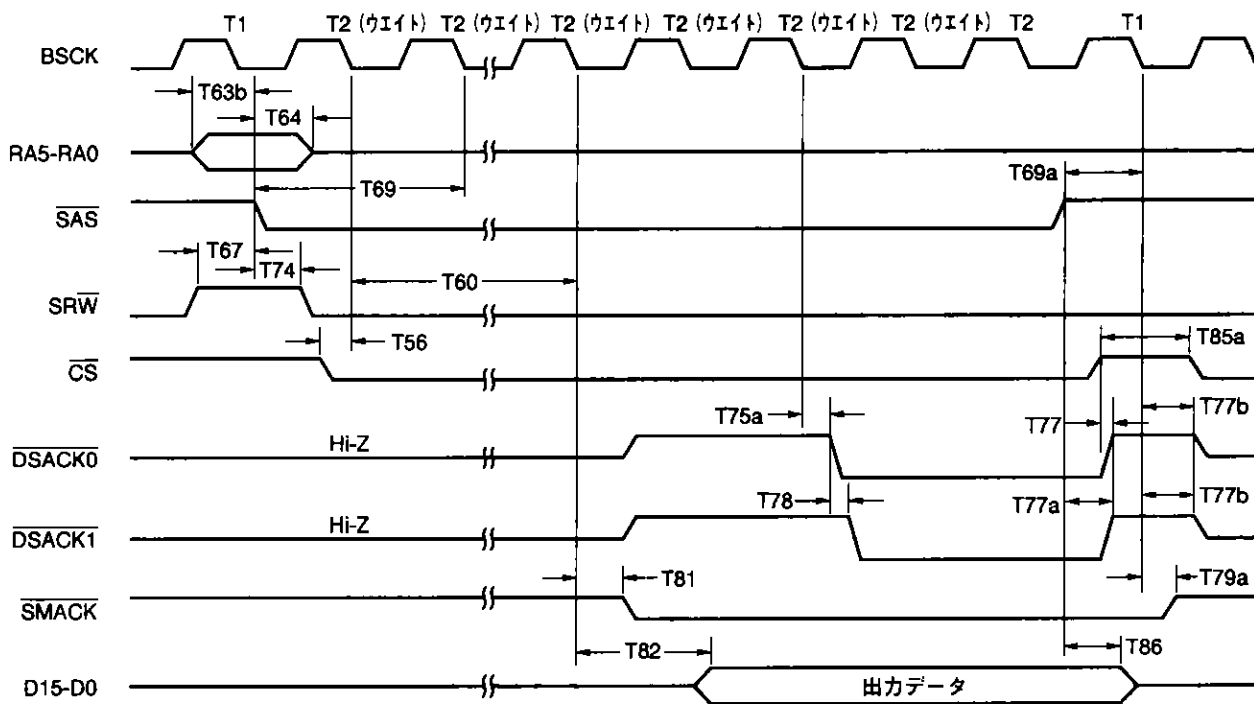 T1 T2 (ウエイト) T2 (ウエイト) T2 (ウエイト) T2 (ウエイト) T2 (ウエイト) T2 (ウエイト) T2 T1
BSCK
T63b
T64
RA5-RA0
T69
T69a
SAS
T67
T74
T60
SRW
T56
T85a
CS
T75a
T77
T77b
Hi-Z
DSACK0
T78
T77a
T77b
Hi-Z
DSACK1
T81
T79a
SMACK
T82
T86
D15-D0
出力データ